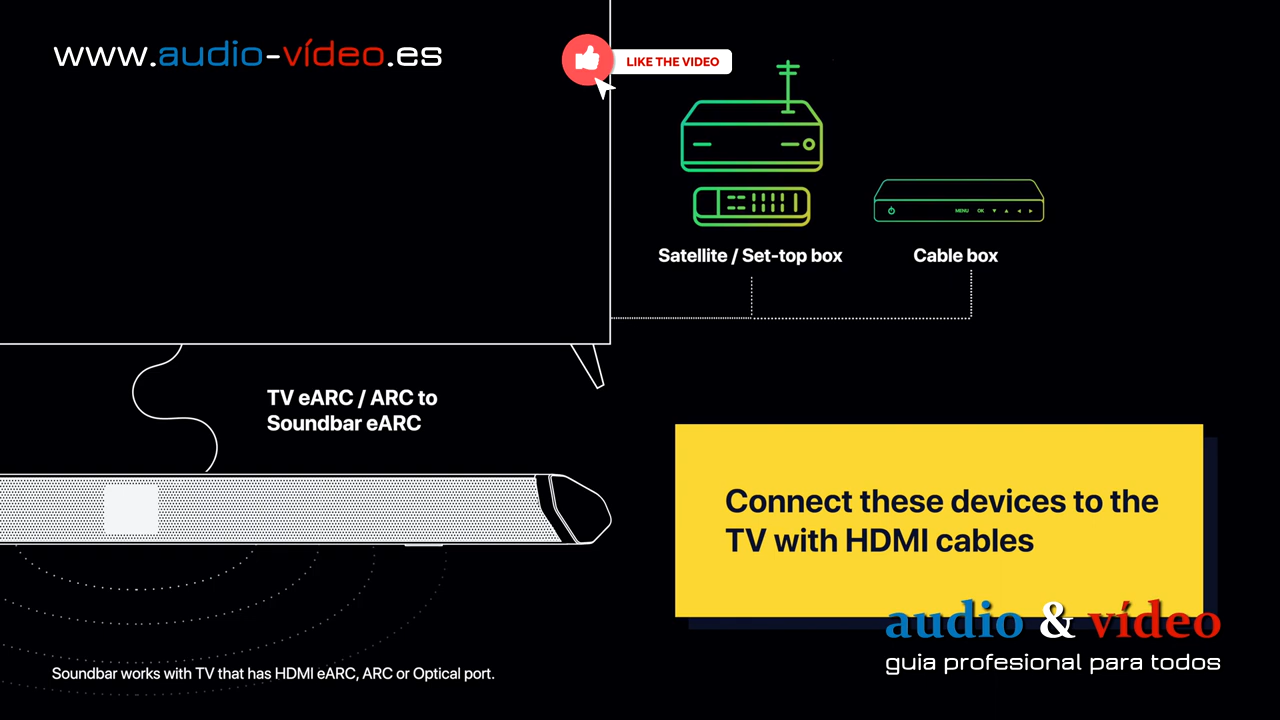 www.audio-vídeo.es
LIKE THE VIDEO
MENU OK
Satellite / Set-top box
Cable box
TV eARC / ARC to
Soundbar eARC
Connect these devices to the
TV with HDMI cables
audio & vídeo
guia profesional para todos
Soundbar works with TV that has HDMI eARC, ARC or Optical port.